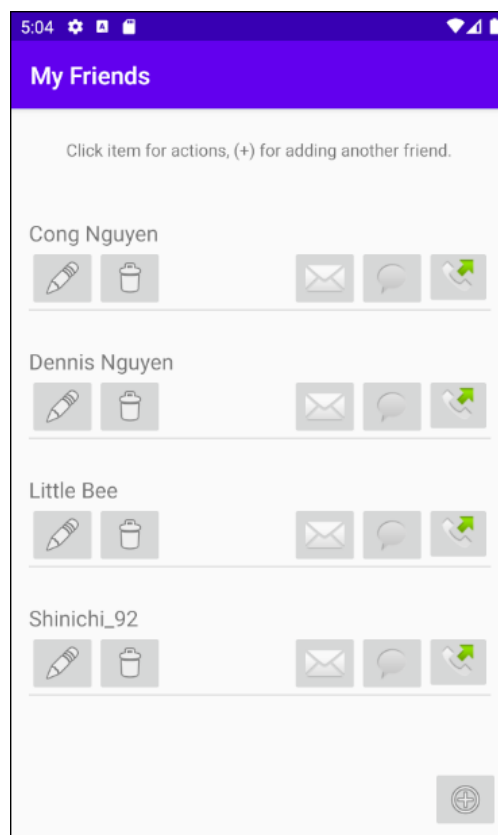 5:04
My Friends
Click item for actions, (+) for adding another friend.
Cong Nguyen
Dennis Nguyen
Little Bee
Shinichi_92